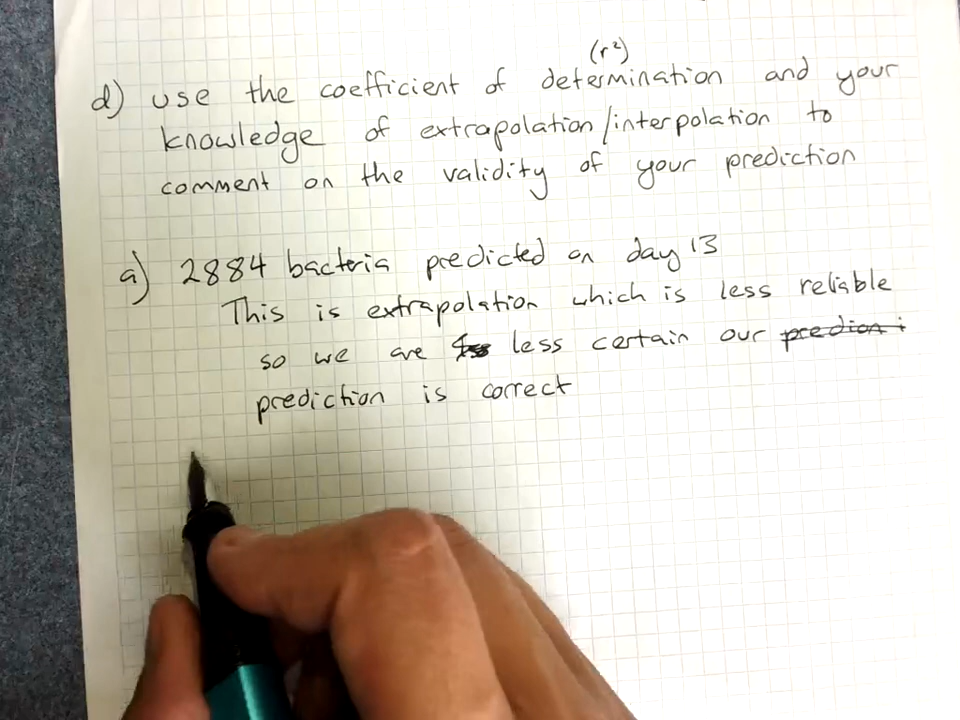 (r²)
d) use the coefficient of determination and your
knowledge of extrapolation/interpolation to
comment on the validity of your prediction
a) 2884 bacteria predicted on day 13
This is extrapolation which is less reliable
so we are less certain our predion i
prediction is correct